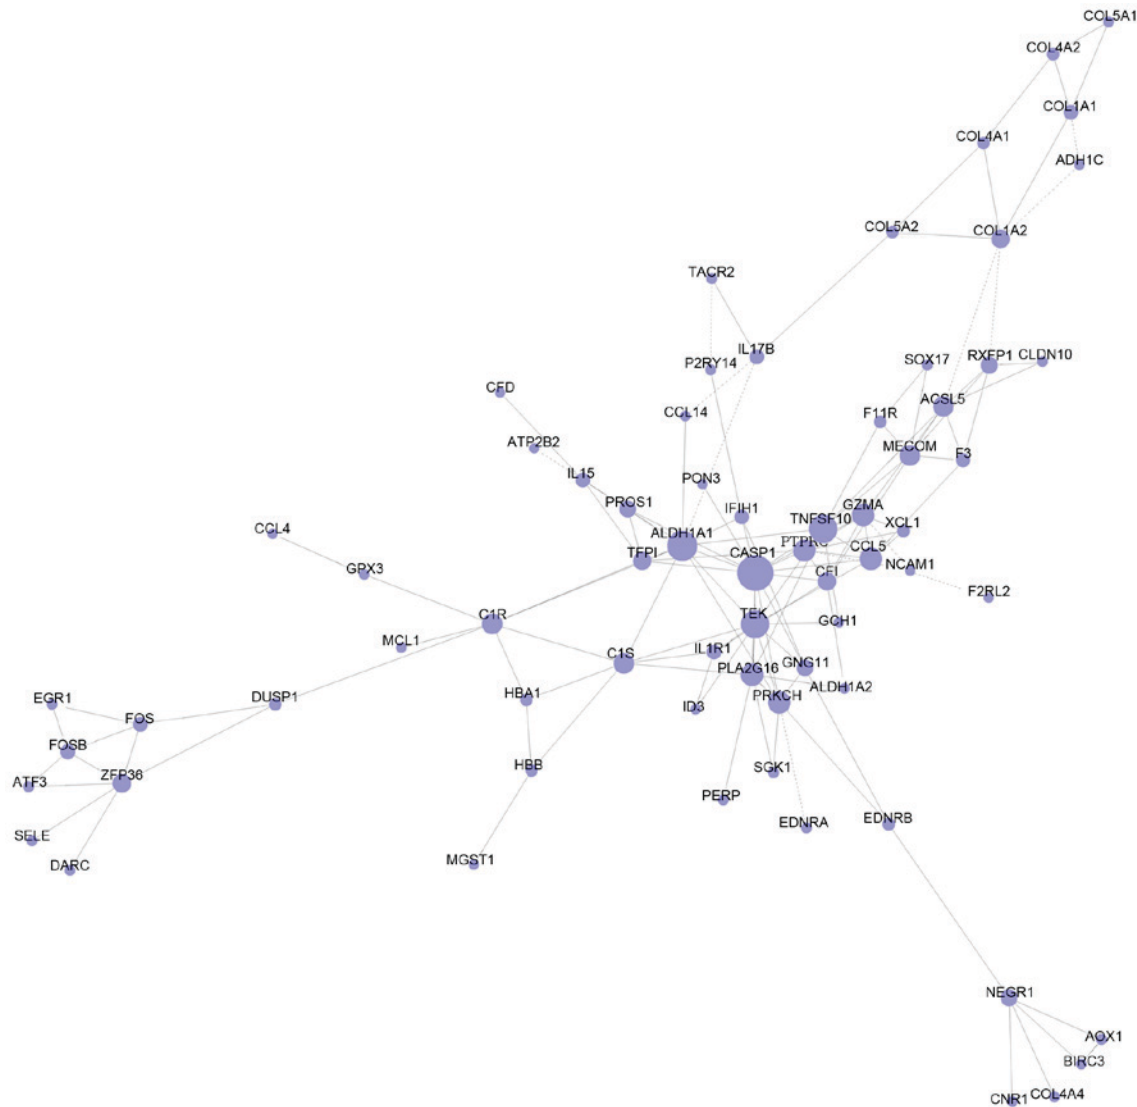 COL5A1
COL4A2
COL1A1
COL4A1
ADH1C
COL5A2
COL1A2
TACR2
IL17B
P2RY14
SOX17
RXFP1
CLDN10
CFD
ACSL5
CCL14
F11R
ATP2B2
MECOM
F3
IL15
PON3
PROS1
IFIH1
GZMA
TNFSF10
XCL1
CCL4
ALDH1A1
PTPRC
TFPI
CASP1
CCL5
NCAM1
GPX3
CFI
F2RL2
C1R
TEK
GCH1
MCL1
C1S
IL1R1
GNG11
PLA2G16
ALDH1A2
EGR1
DUSP1
HBA1
PRKCH
FOS
ID3
FOSB
HBB
SGK1
ATF3
ZFP36
PERP
EDNRA
EDNRB
SELE
DARC
MGST1
NEGR1
AOX1
BIRC3
CNR1
COL4A4